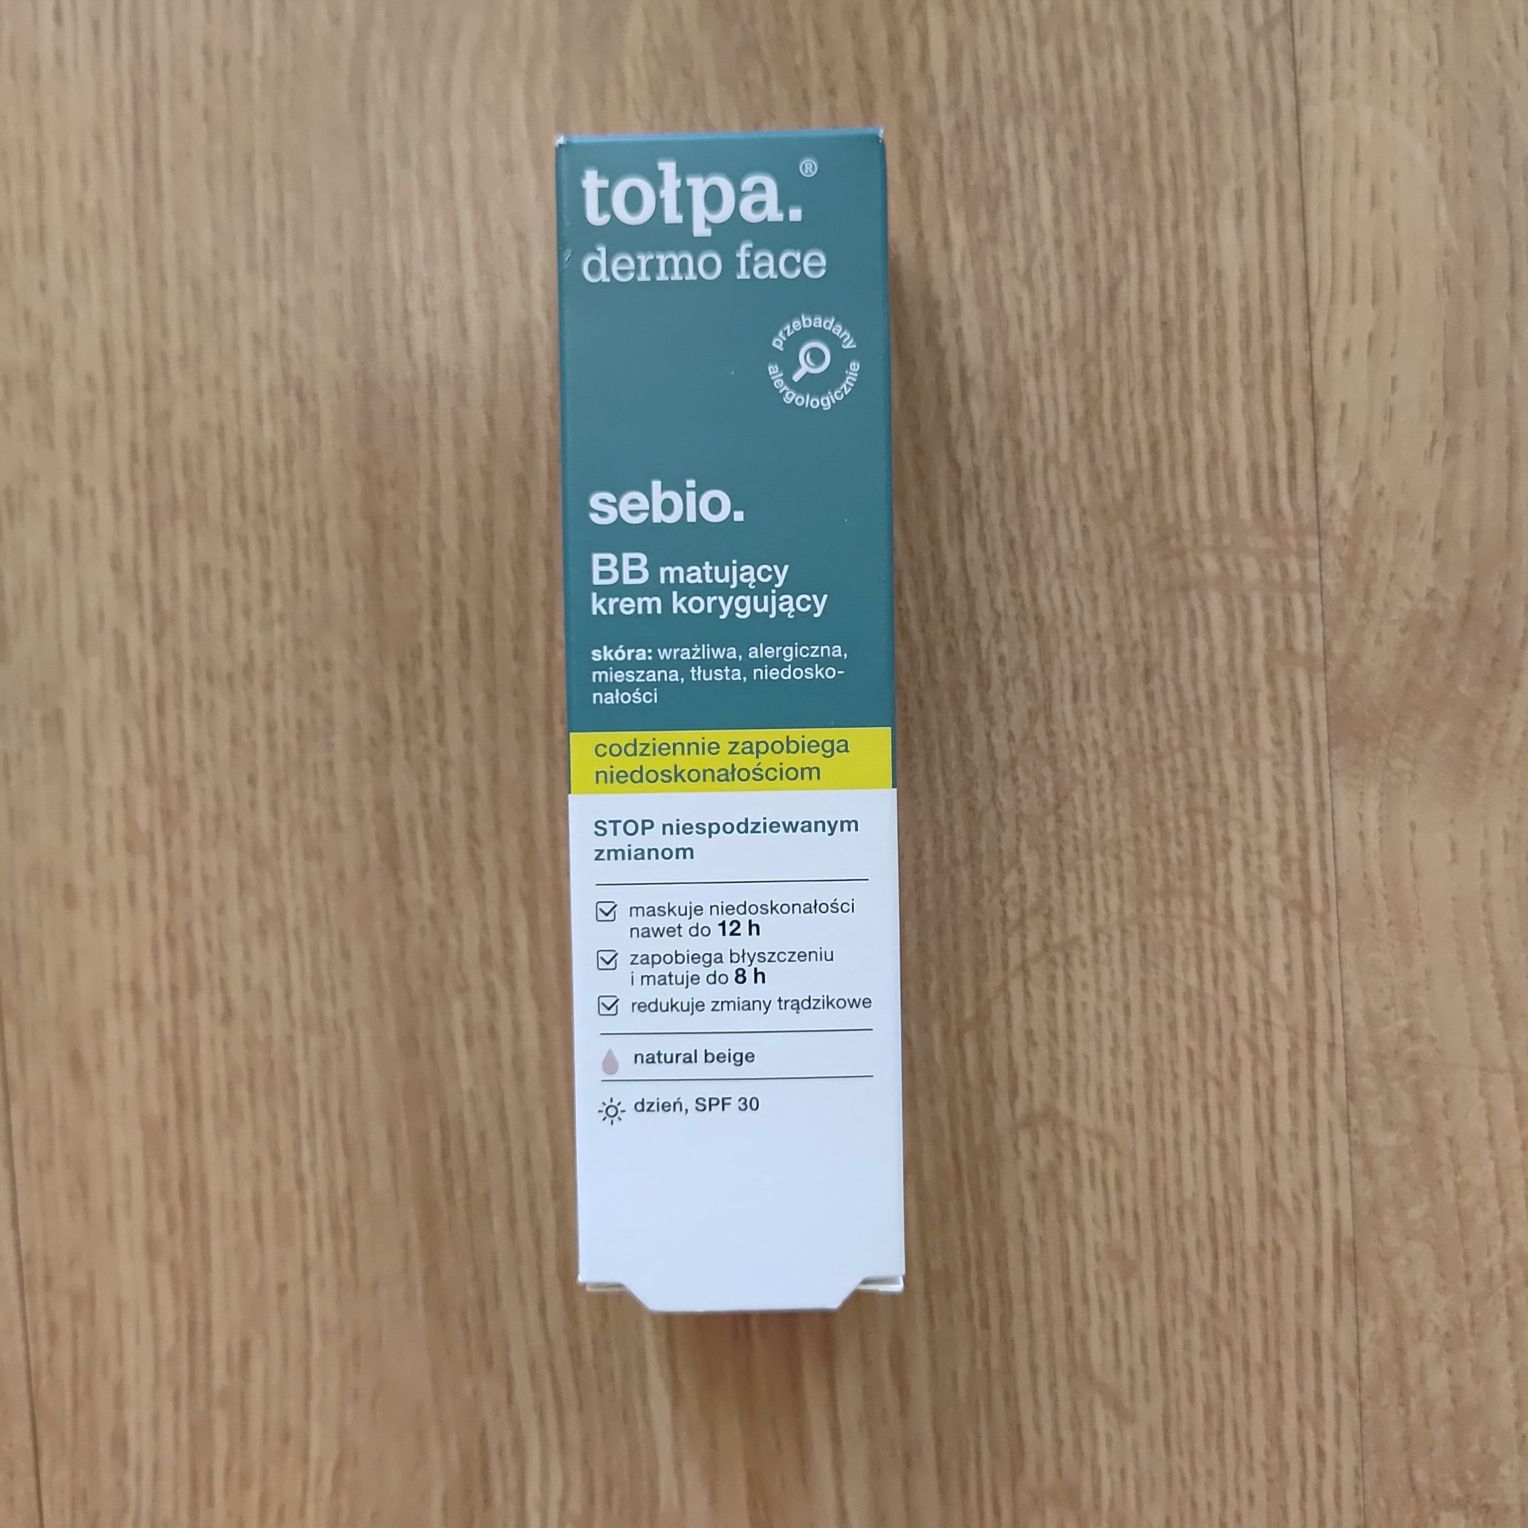 tołpa.®
dermo face
przebadany
alergologicznie
sebio.
BB matujący
krem korygujący
skóra: wrażliwa, alergiczna,
mieszana, tłusta, niedosko-
nałości
codziennie zapobiega
niedoskonałościom
STOP niespodziewanym
zmianom
maskuje niedoskonałości
nawet do 12 h
zapobiega błyszczeniu
i matuje do 8 h
redukuje zmiany trądzikowe
natural beige
dzień, SPF 30